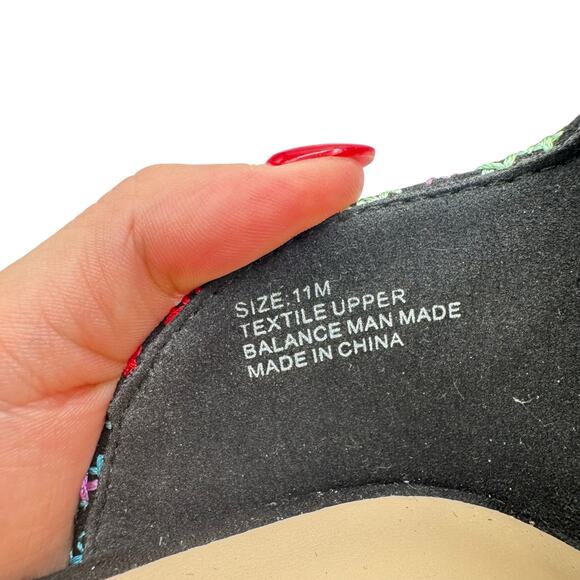 SIZE.11M
TEXTILE UPPER
BALANCE MAN MADE
MADE IN CHINA